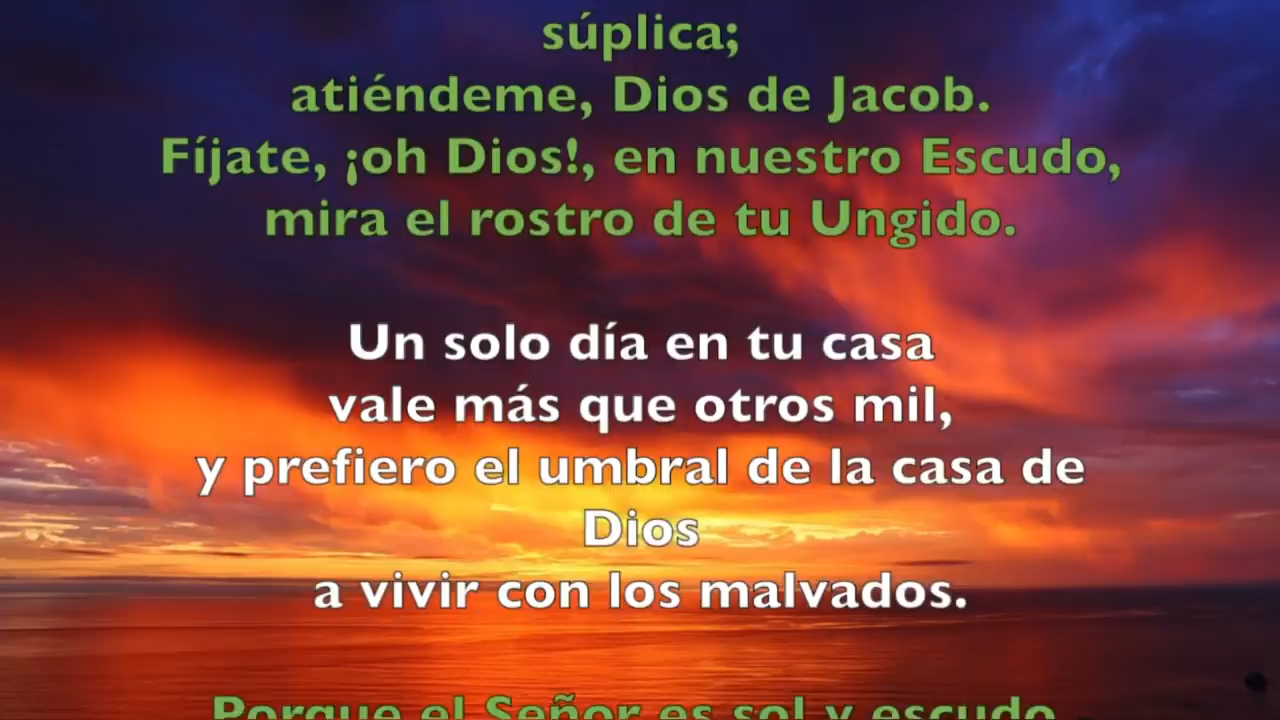 súplica;
atiéndeme, Dios de Jacob.
Fíjate, ¡oh Dios!, en nuestro Escudo,
mira el rostro de tu Ungido.
Un solo día en tu casa
vale más que otros mil,
y prefiero el umbral de la casa de
Dios
a vivir con los malvados.
Porque el Señor es sol y escudo